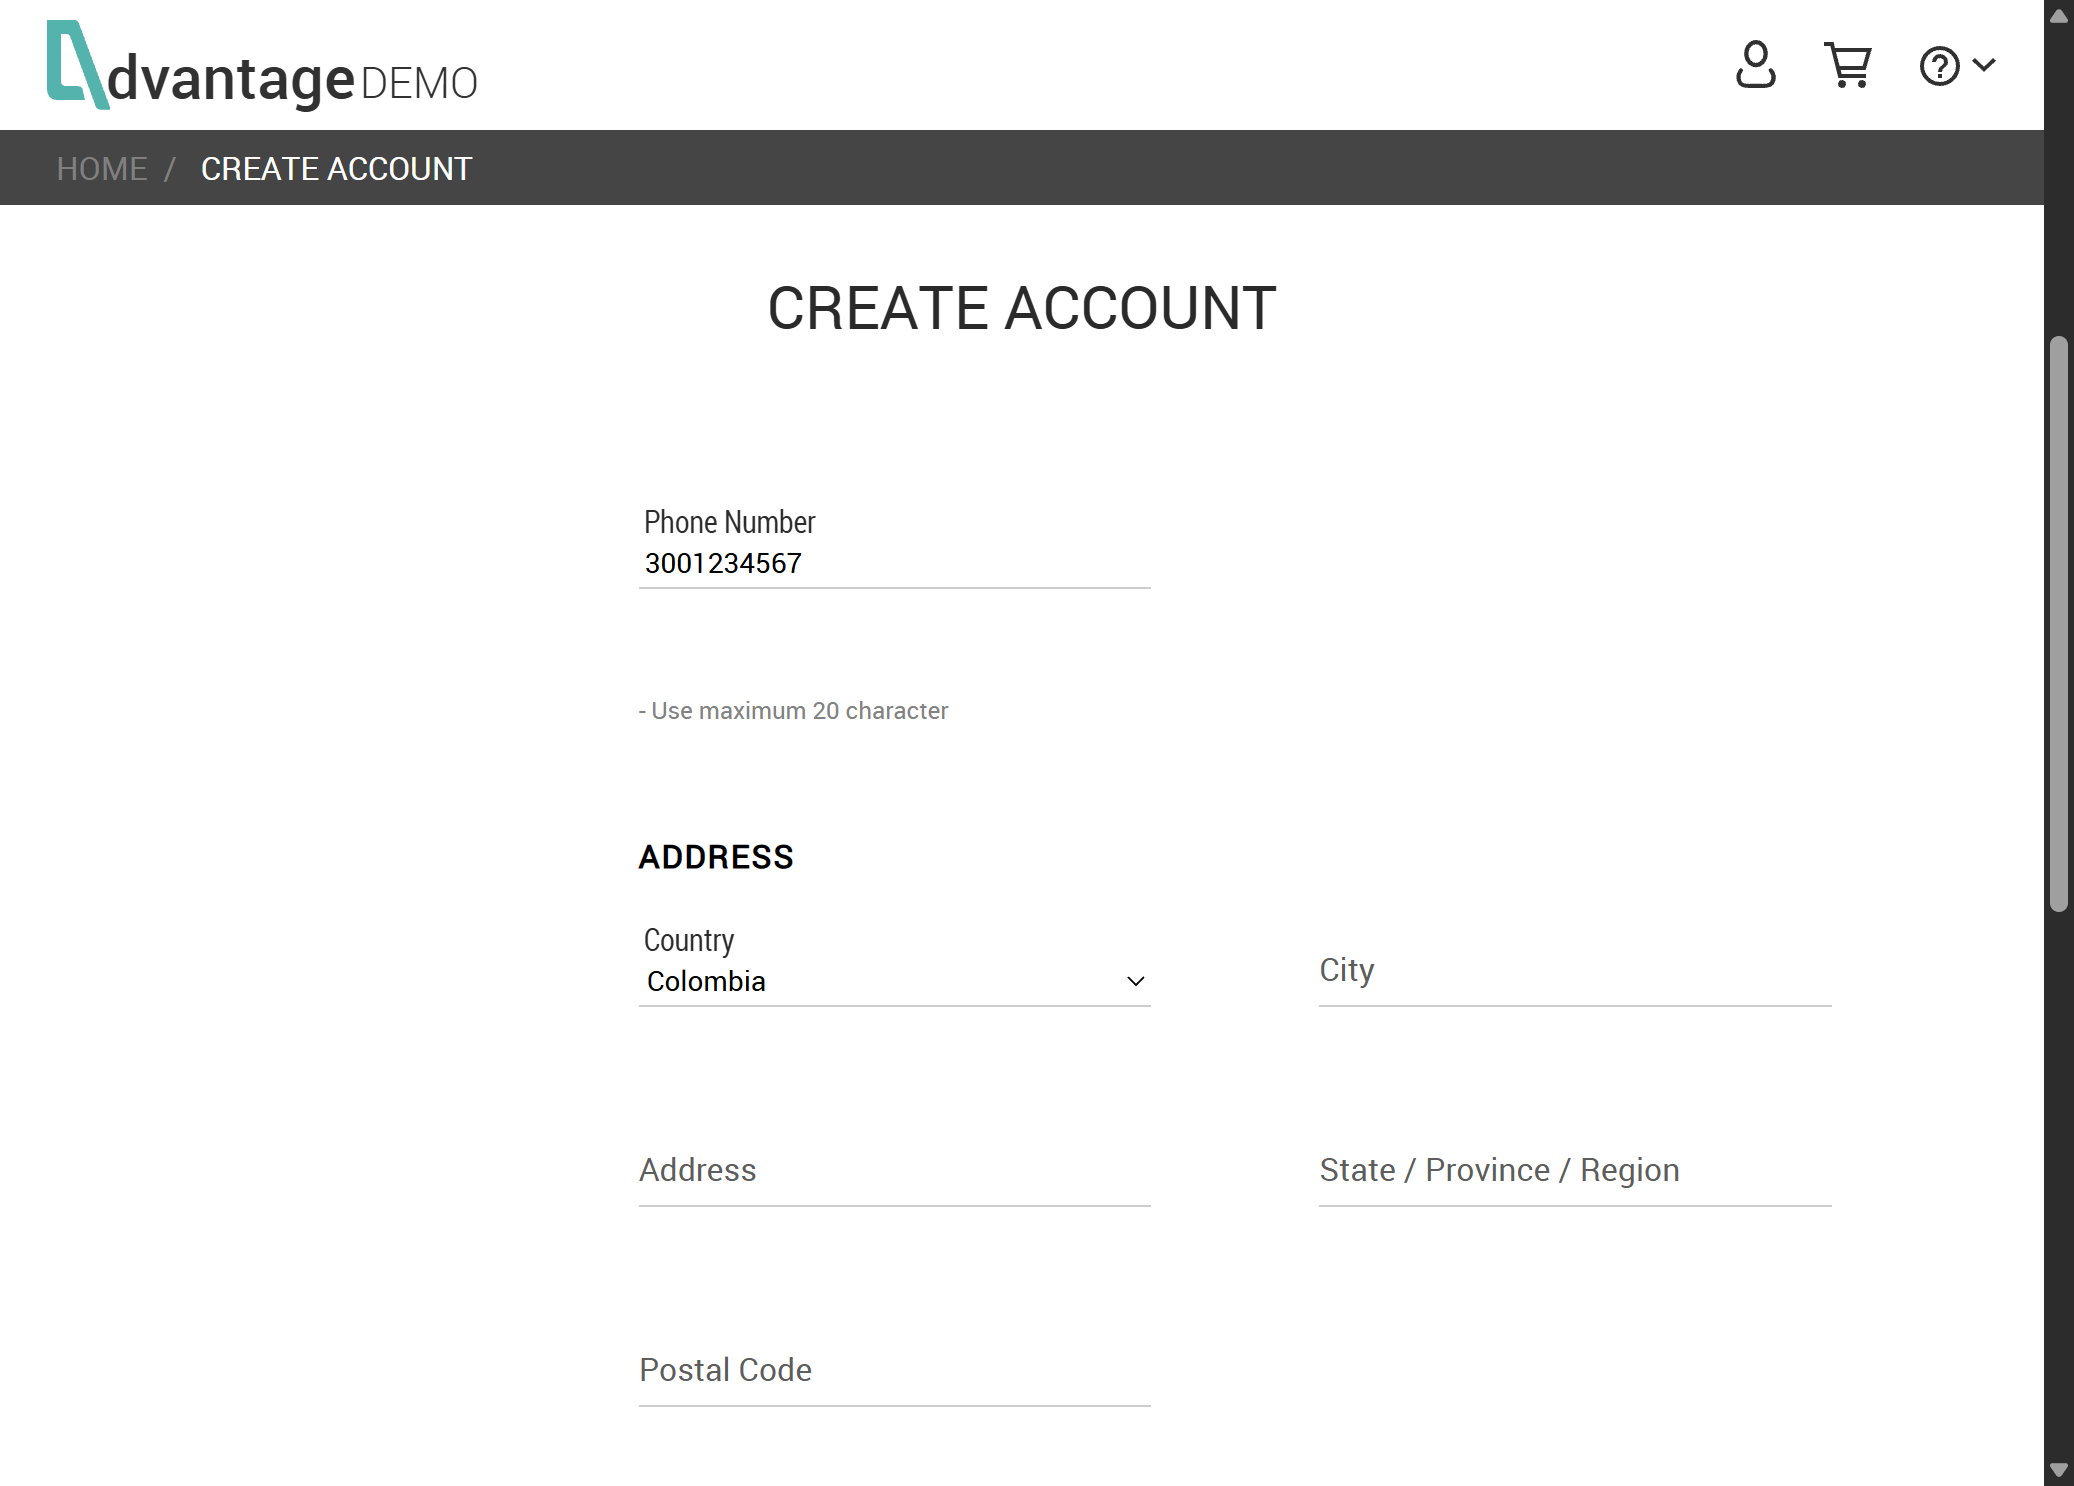 dvantage DEMO
HOME / CREATE ACCOUNT
CREATE ACCOUNT
Phone Number
3001234567
- Use maximum 20 character
ADDRESS
Country
Colombia
City
Address
State / Province / Region
Postal Code